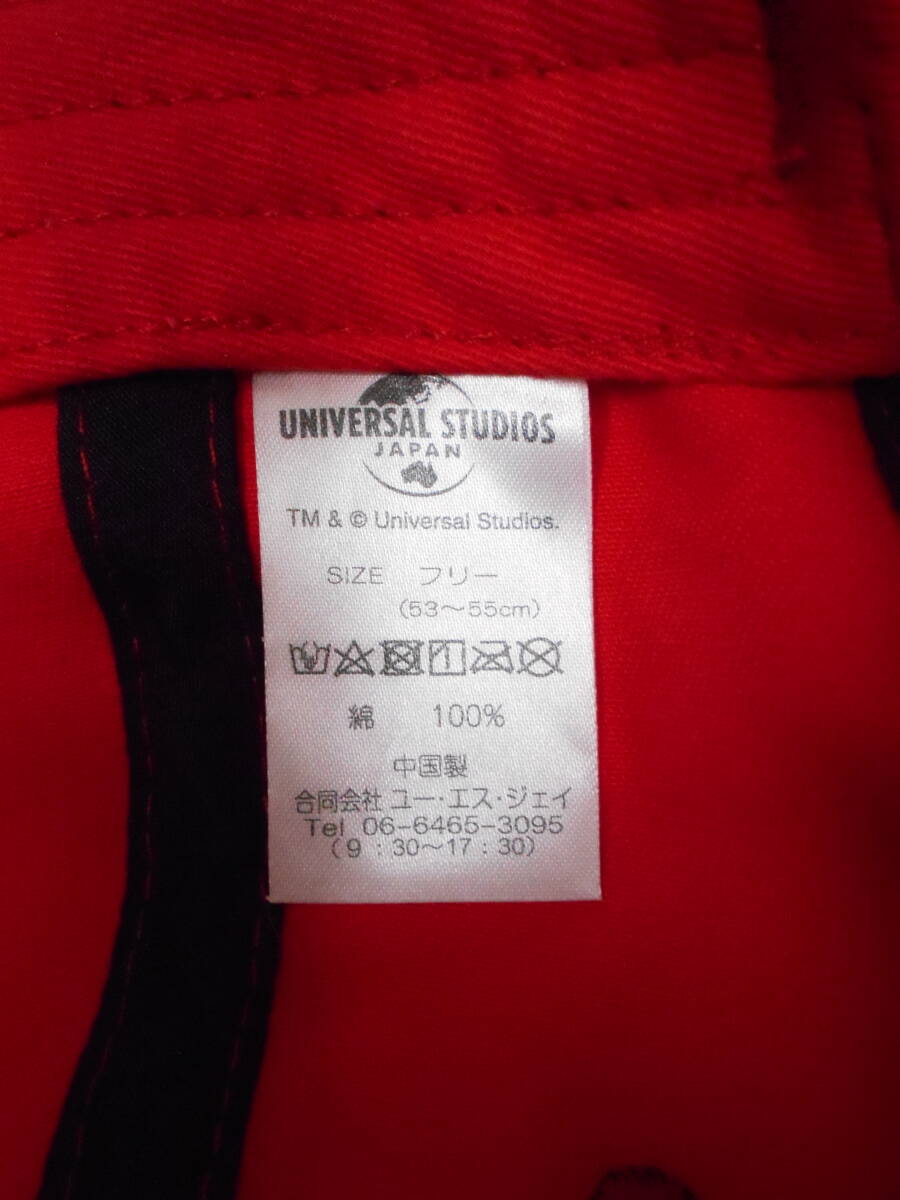 UNIVERSAL STUDIOS
JAPAN
TM & © Universal Studios.
SIZE フリー
(53～55cm)
綿 100%
中国製
合同会社 ユー・エス・ジェイ
Tel 06-6465-3095
(9:30～17:30)